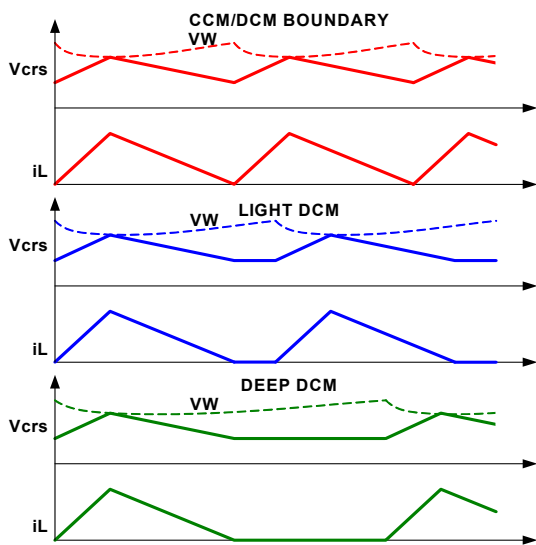 CCM/DCM BOUNDARY
VW
Vcrs
iL
LIGHT DCM
VW
Vcrs
iL
DEEP DCM
VW
Vcrs
iL